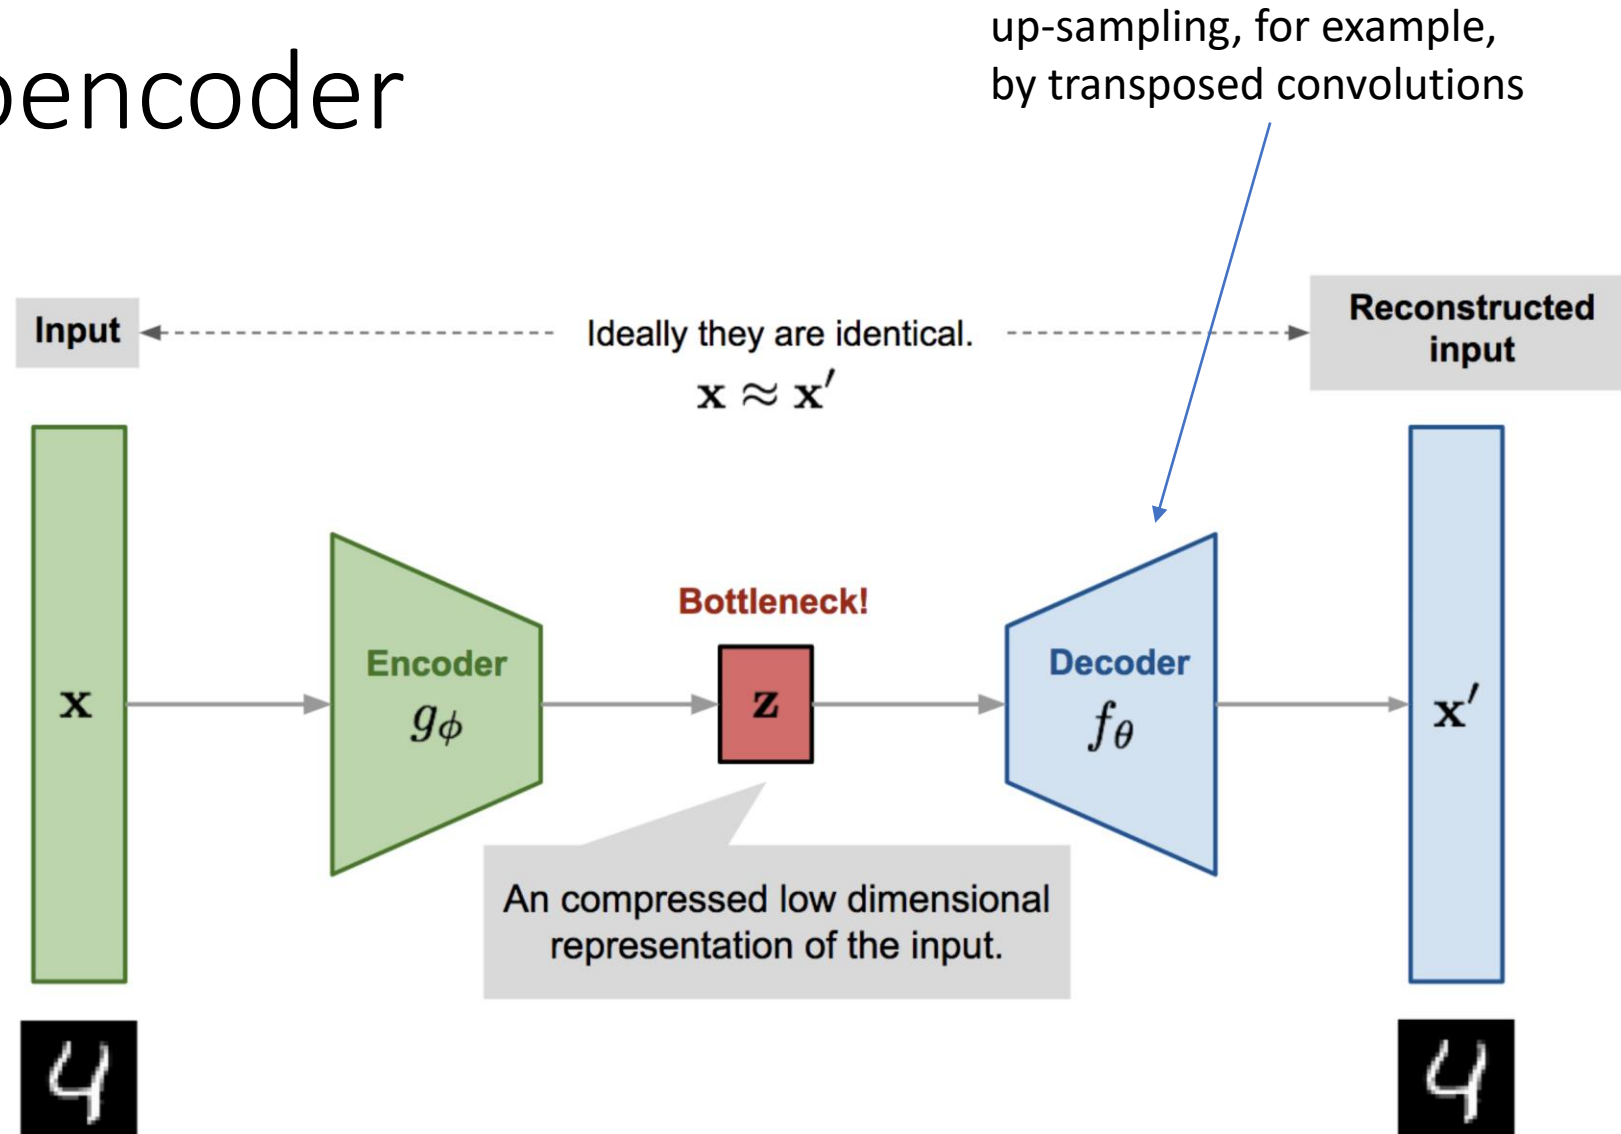 up-sampling, for example,
by transposed convolutions
oencoder
Input
Ideally they are identical.
x ≈ x′
Reconstructed
input
x
Encoder
gϕ
Bottleneck!
z
Decoder
fθ
x′
An compressed low dimensional
representation of the input.
4
4